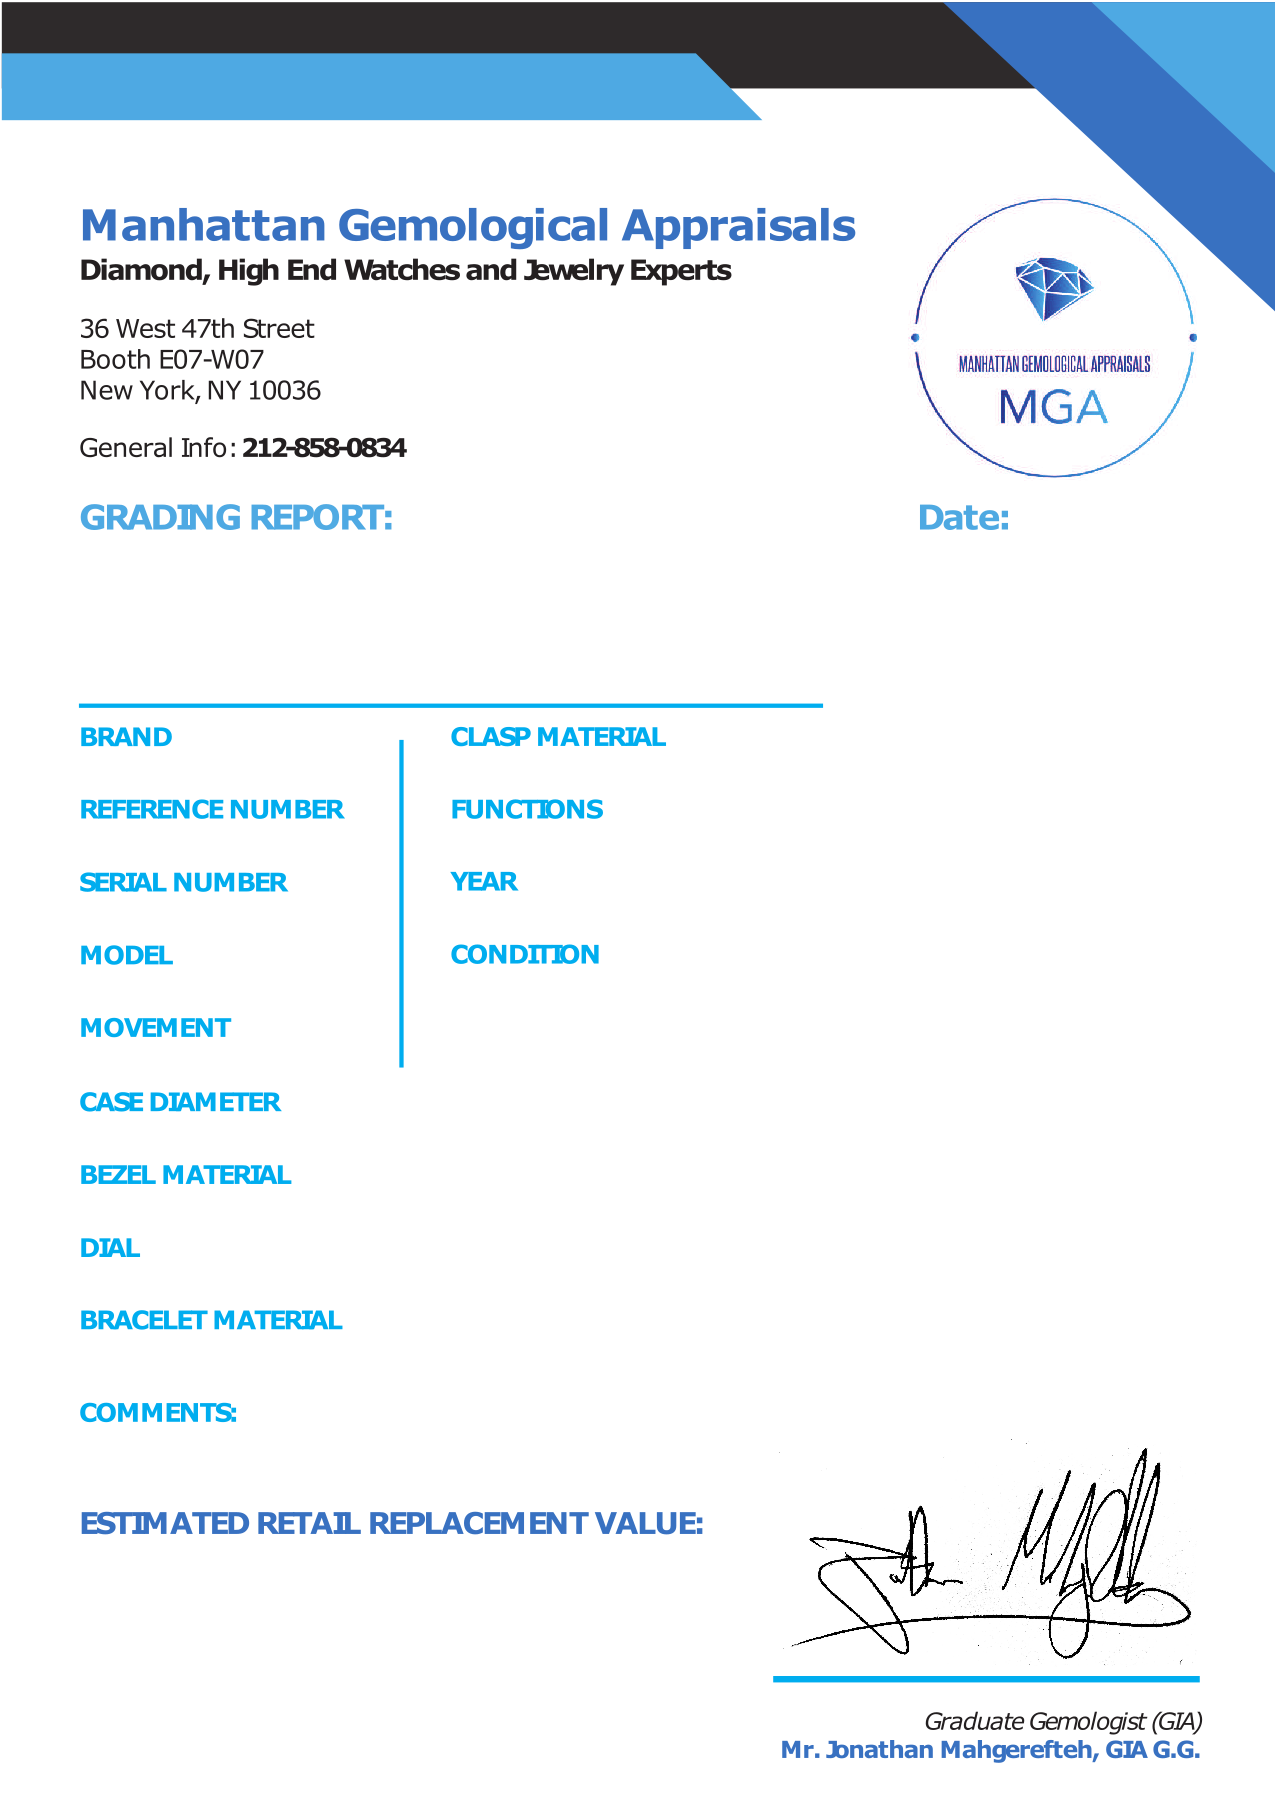 Manhattan Gemological Appraisals
Diamond, High End Watches and Jewelry Experts
36 West 47th Street
Booth E07-W07
New York, NY 10036
General Info: 212-858-0834
MANHATTAN GEMOLOGICAL APPRAISALS
MGA
GRADING REPORT:
Date:
BRAND
REFERENCE NUMBER
SERIAL NUMBER
MODEL
MOVEMENT
CASE DIAMETER
BEZEL MATERIAL
DIAL
BRACELET MATERIAL
CLASP MATERIAL
FUNCTIONS
YEAR
CONDITION
COMMENTS:
ESTIMATED RETAIL REPLACEMENT VALUE:
Graduate Gemologist (GIA)
Mr. Jonathan Mahgerefteh, GIA G.G.